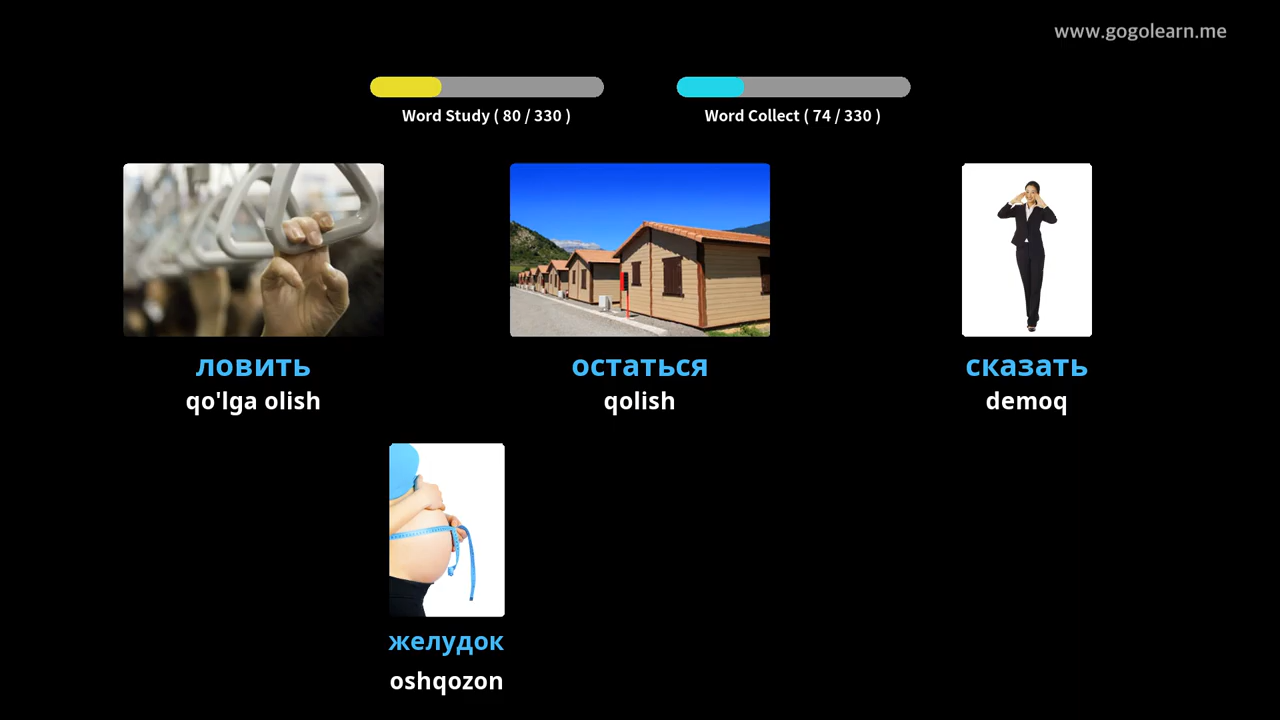 www.gogolearn.me
Word Study ( 80 / 330 )
Word Collect ( 74 / 330 )
ловить
qo'lga olish
остаться
qolish
сказать
demoq
желудок
oshqozon